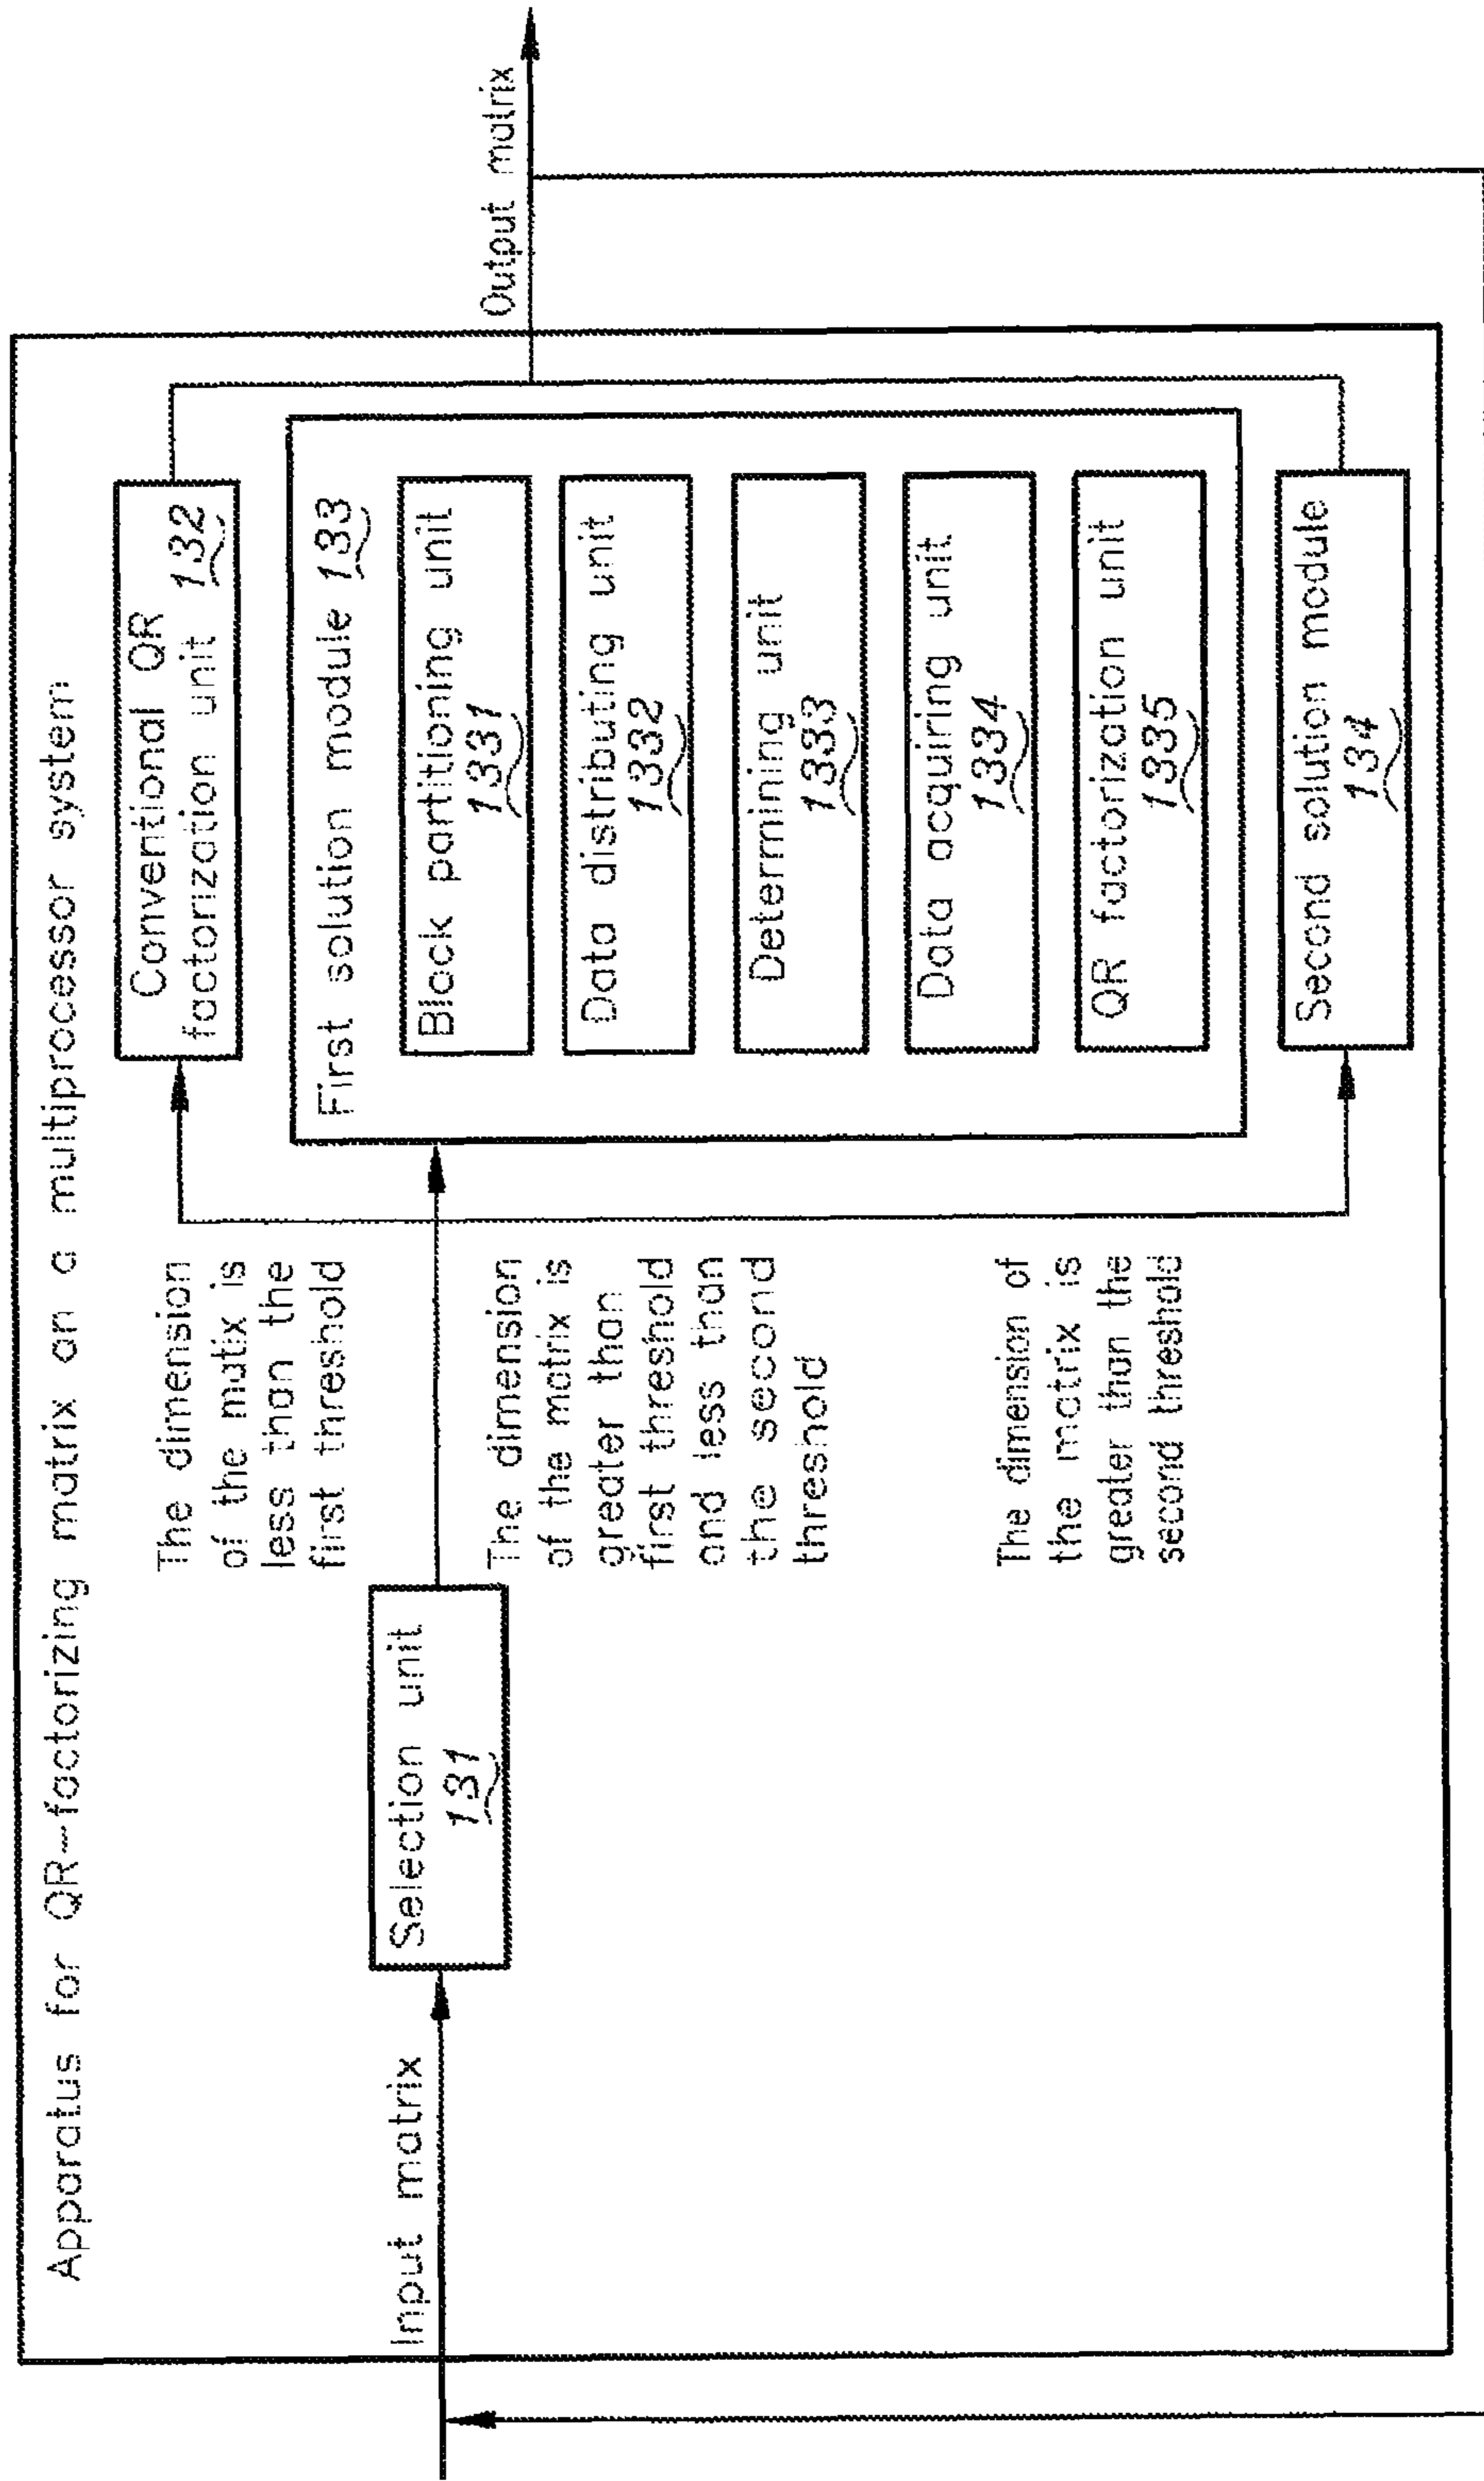 Apparatus for QR-factorizing matrix an a multiprocessor system
Input matrix
Selection unit
131
The dimension
of the matix is
less than the
first threshold
The dimension
of the matrix is
greater than
first threshold
and less than
the second
threshold
The dimension of
the matrix is
greater than the
second threshold
Conventional QR
factorization unit 132
First solution module 133
Block partitioning unit
1331
Data distributing unit
1332
Determining unit
1333
Data acquiring unit
1334
QR factorization unit
1335
Second solution module
134
Output matrix